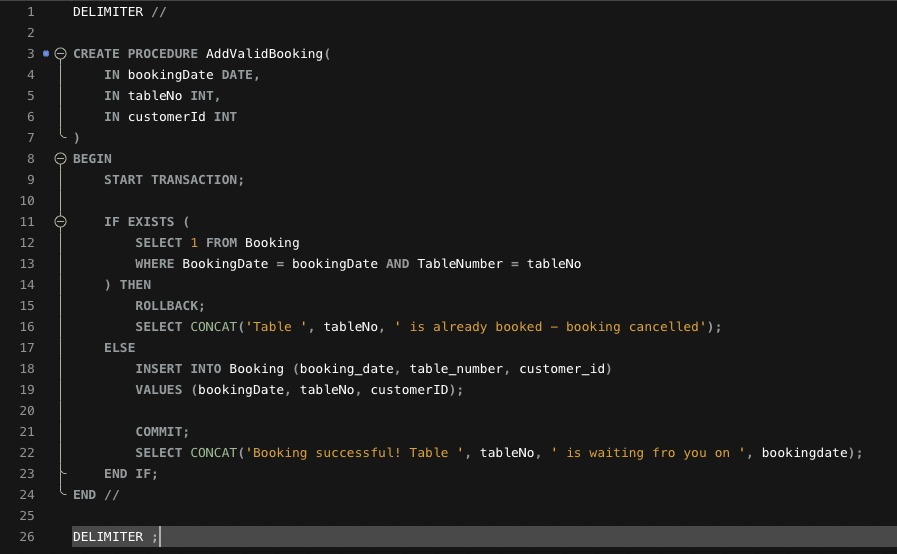 1 DELIMITER //
2
3 CREATE PROCEDURE AddValidBooking(
4 IN bookingDate DATE,
5 IN tableNo INT,
6 IN customerId INT
7 )
8 BEGIN
9 START TRANSACTION;
10
11 IF EXISTS (
12 SELECT 1 FROM Booking
13 WHERE BookingDate = bookingDate AND TableNumber = tableNo
14 ) THEN
15 ROLLBACK;
16 SELECT CONCAT('Table ', tableNo, ' is already booked – booking cancelled');
17 ELSE
18 INSERT INTO Booking (booking_date, table_number, customer_id)
19 VALUES (bookingDate, tableNo, customerID);
20
21 COMMIT;
22 SELECT CONCAT('Booking successful! Table ', tableNo, ' is waiting fro you on ', bookingdate);
23 END IF;
24 END //
25
26 DELIMITER ;